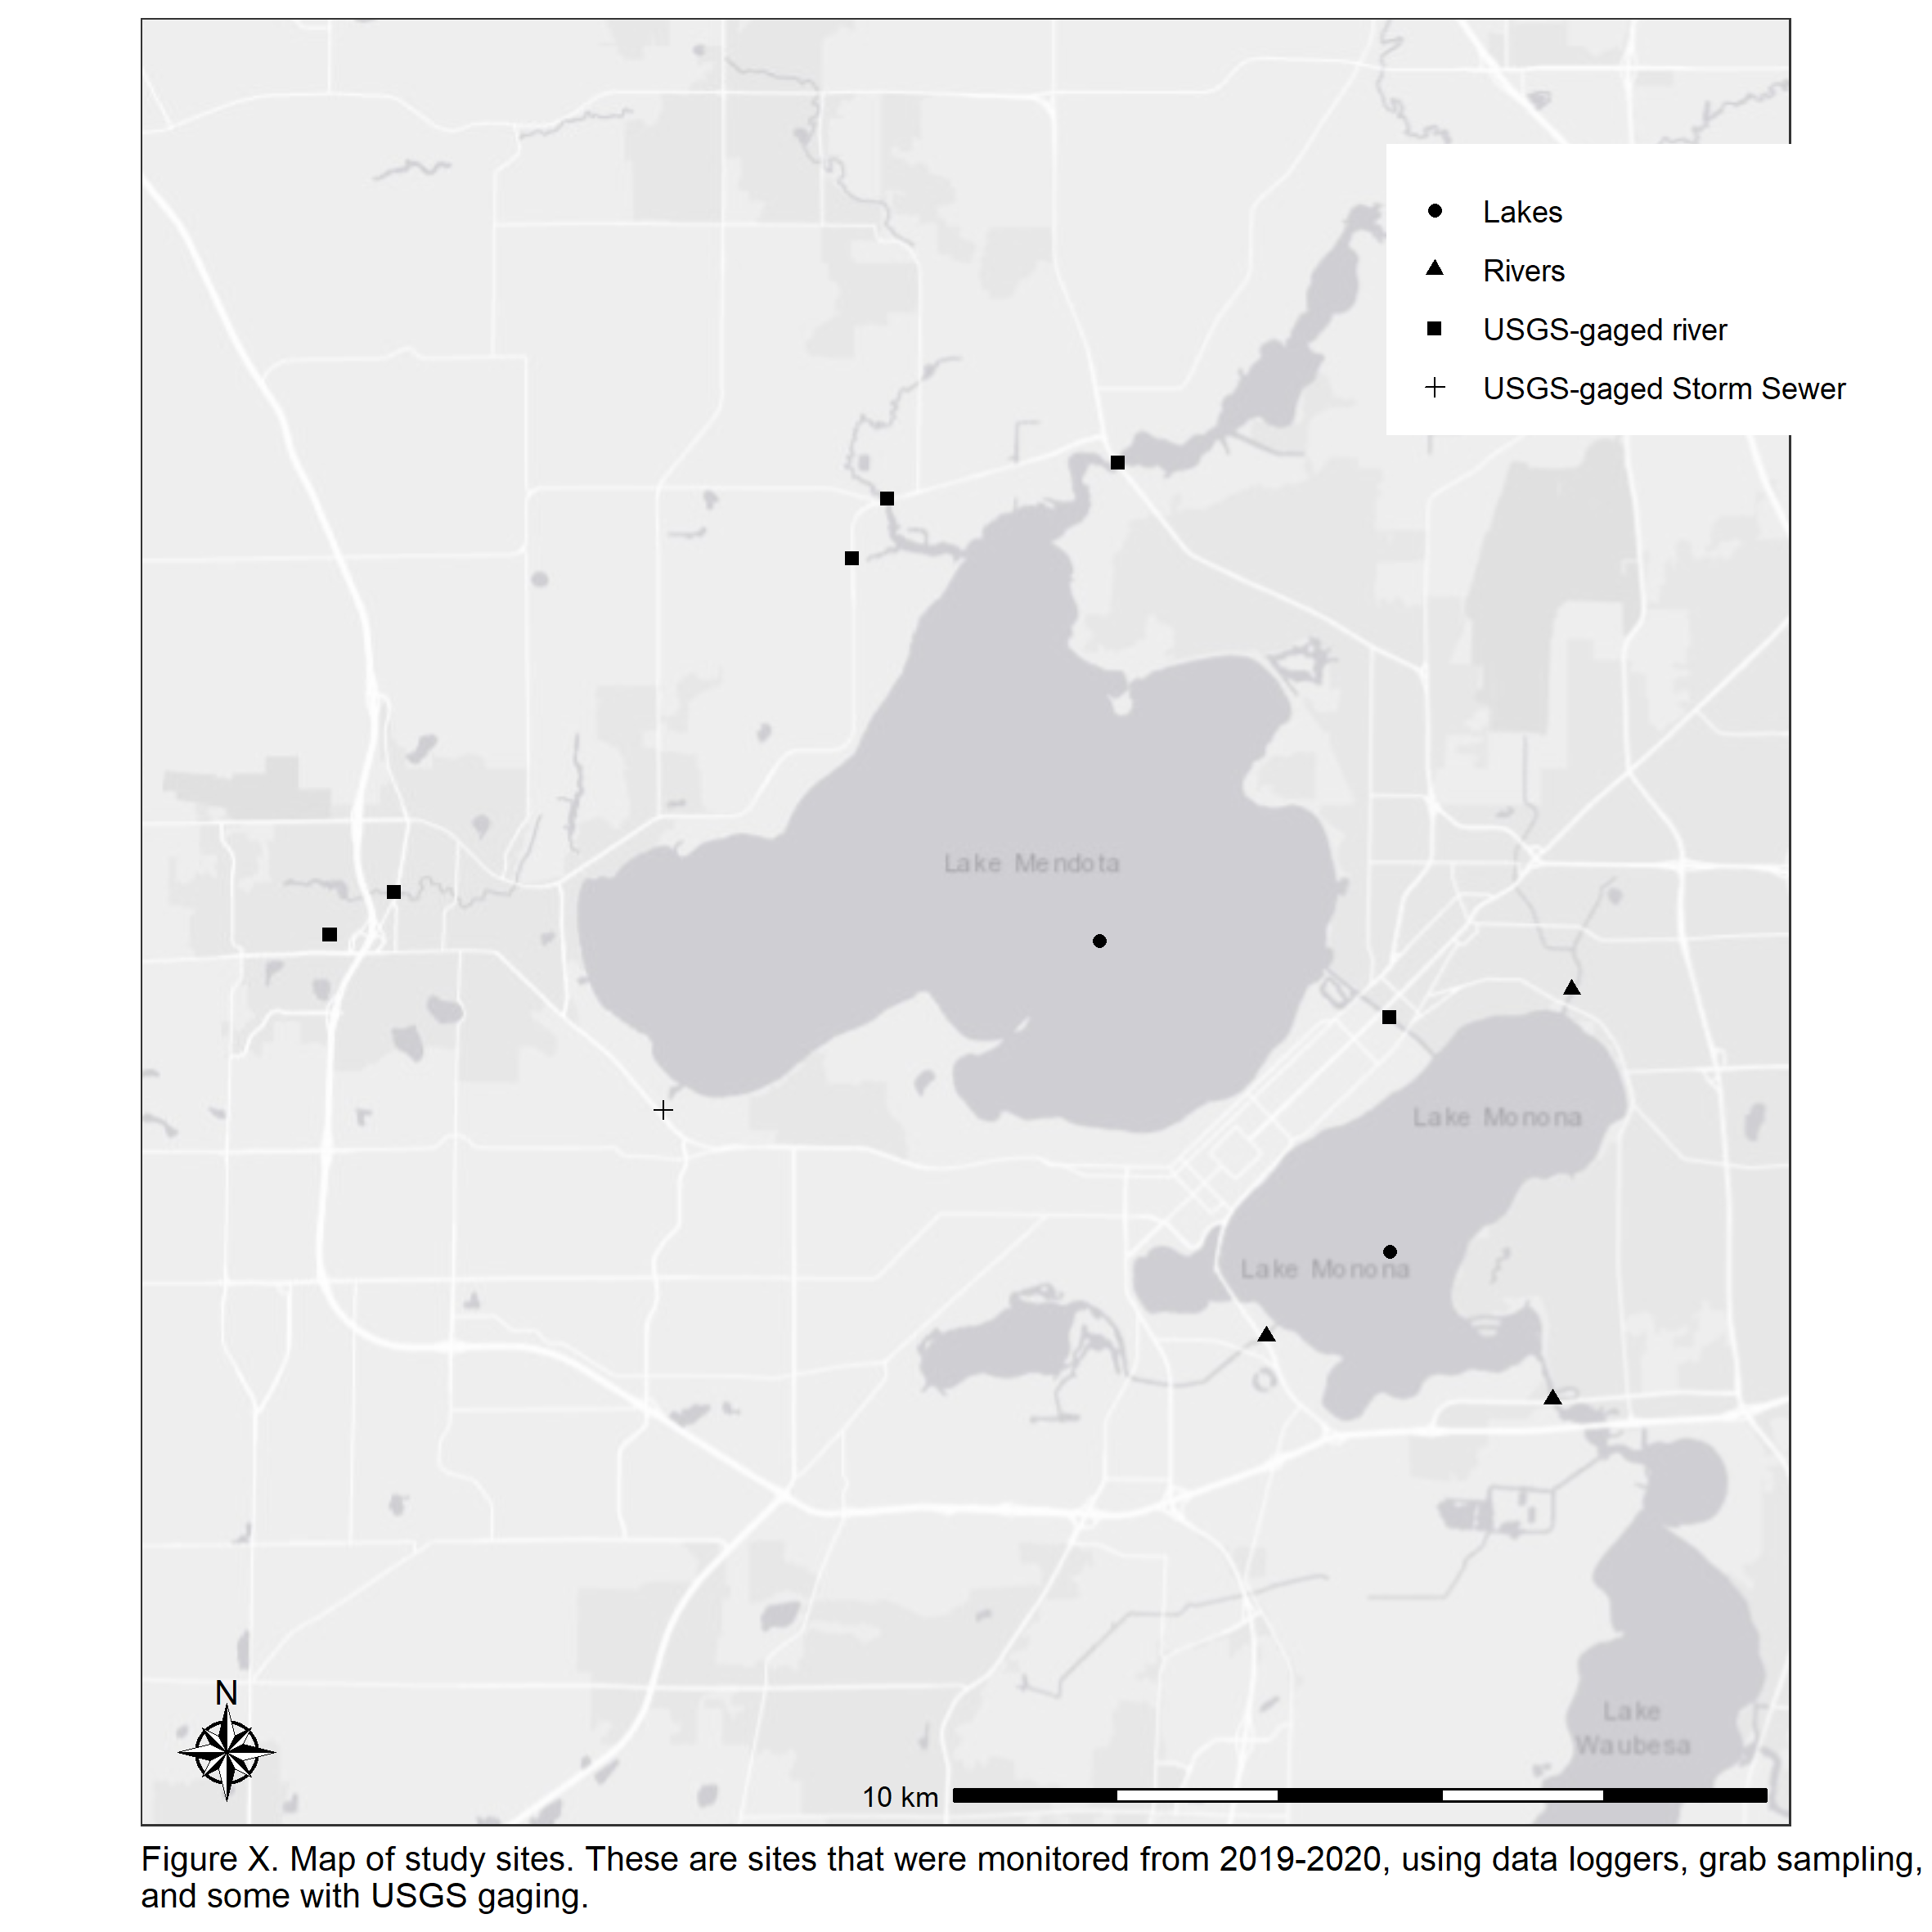 Lakes
Rivers
USGS-gaged river
USGS-gaged Storm Sewer
Lake Mendota
Lake Monona
Lake Monona
Lake
Waubesa
N
10 km
Figure X. Map of study sites. These are sites that were monitored from 2019-2020, using data loggers, grab sampling,
and some with USGS gaging.